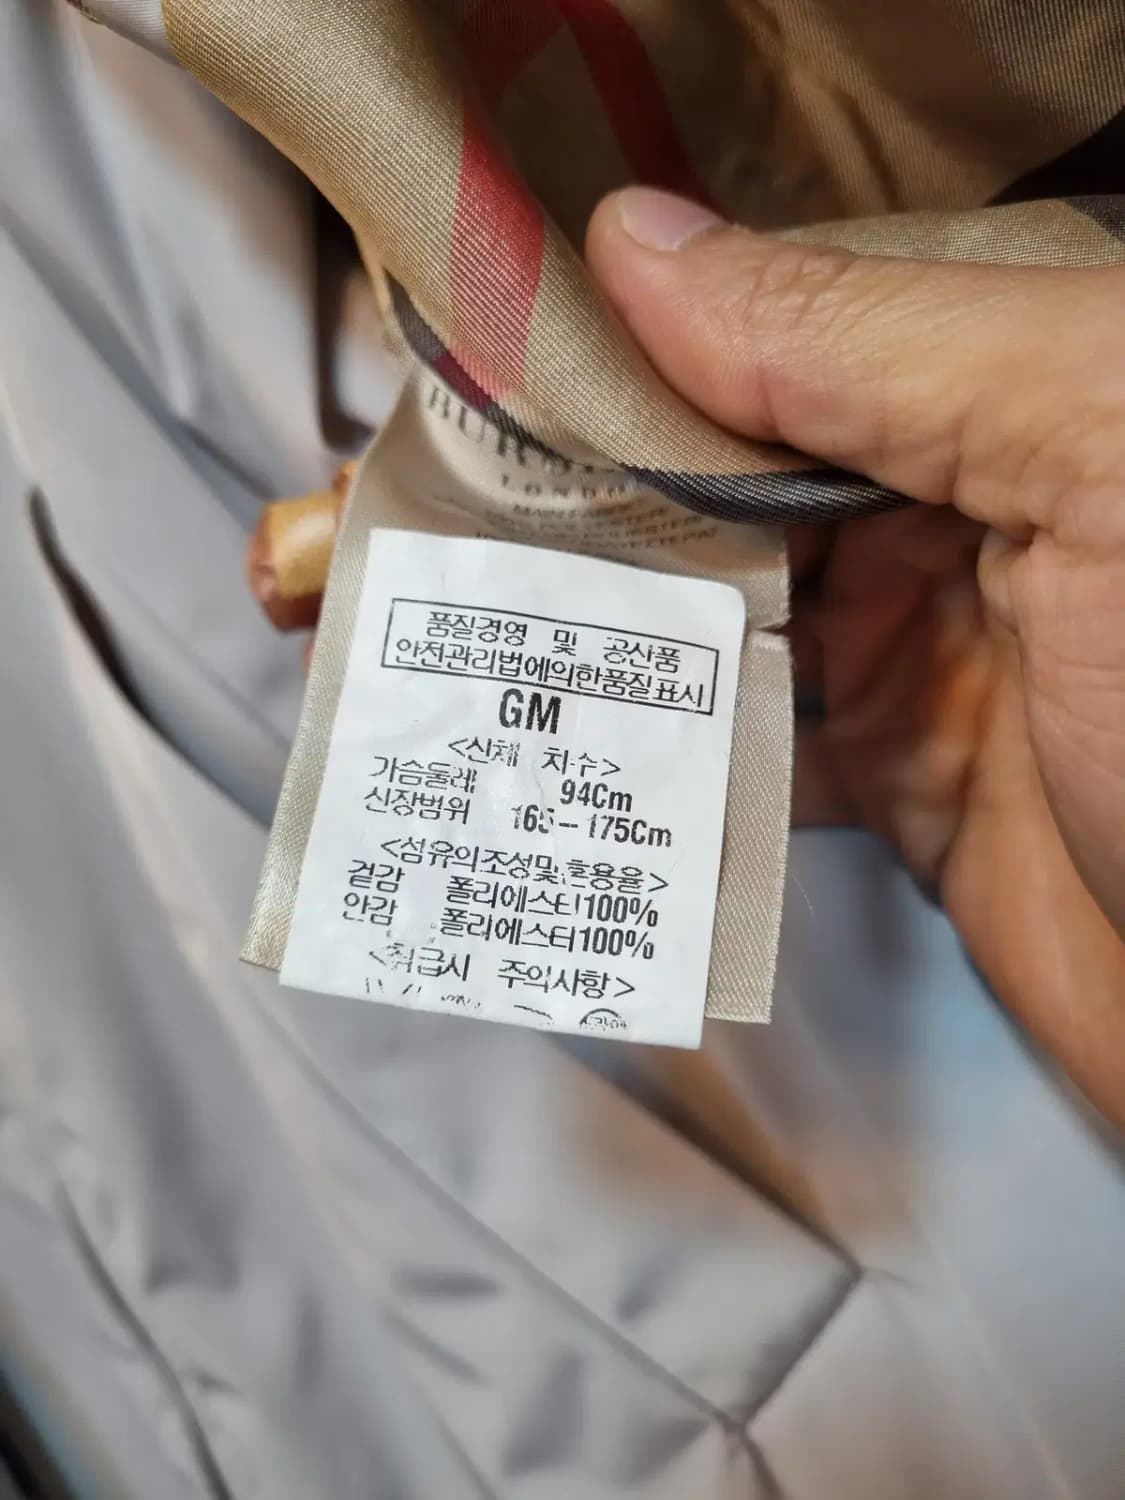 LONDON
품질경영 및 공산품
안전관리법에의한품질표시
GM
<신체 치수>
가슴둘레 94Cm
신장범위 165-175Cm
<섬유의조성및혼용율>
겉감 폴리에스터100%
안감 폴리에스터100%
<취급시 주의사항>